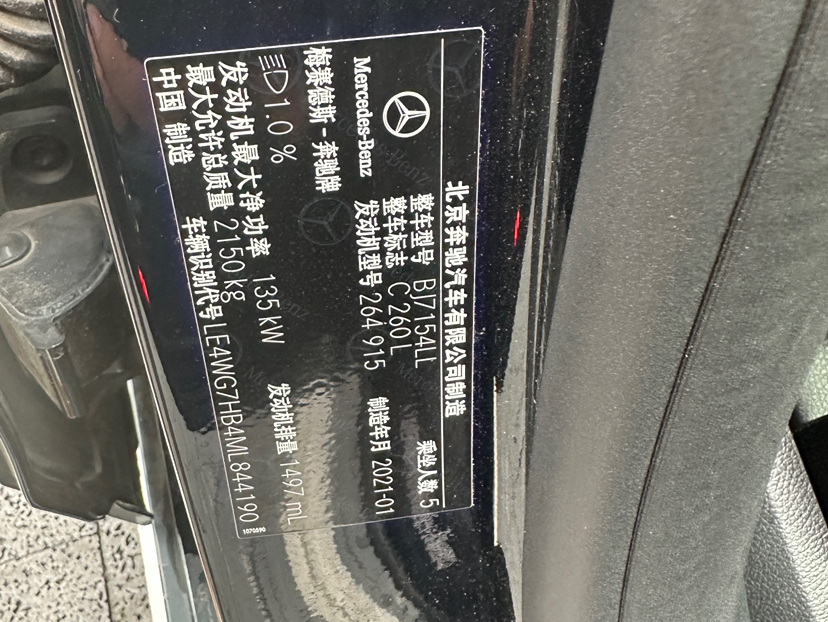 北京奔驰汽车有限公司制造
Mercedes-Benz
梅赛德斯-奔驰牌
整车型号 BJ7154LL 乘坐人数 5
整车标志 C 260 L
发动机型号 264 915 制造年月 2021-01
1.0 %
发动机最大净功率 135 kW 发动机排量 1497 mL
最大允许总质量 2150 kg
中国 制造 车辆识别代号 LE4WG7HB4ML844190
1070590